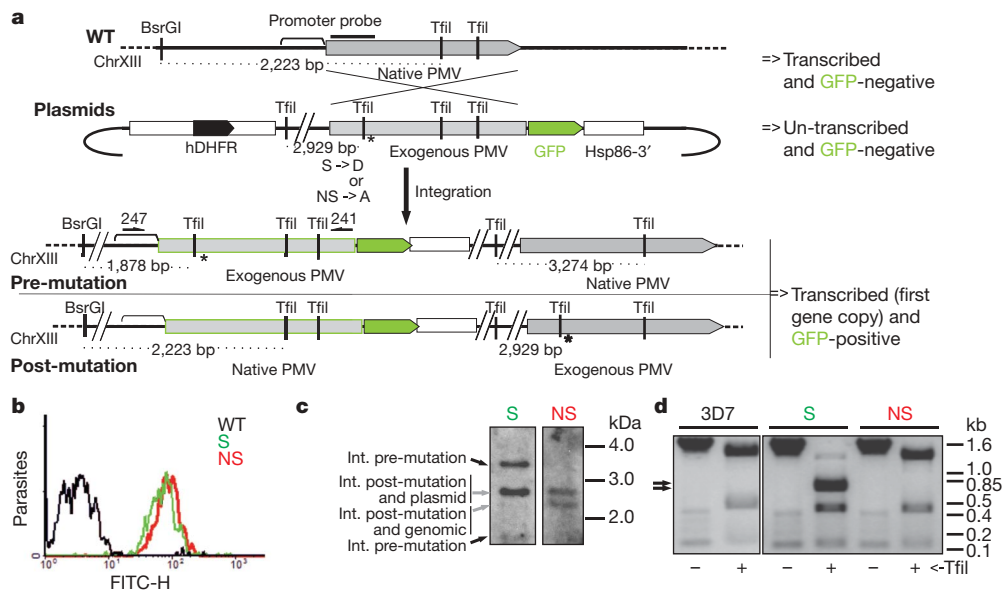 a
Promoter probe
WT
BsrGI
TfiI TfiI
ChrXIII
2,223 bp
Native PMV
=> Transcribed
and GFP-negative
Plasmids
TfiI TfiI TfiI TfiI
hDHFR
2,929 bp
*
Exogenous PMV
GFP
Hsp86-3′
=> Un-transcribed
and GFP-negative
S -> D
or
NS -> A
Integration
BsrGI
247
TfiI TfiI TfiI
241
TfiI TfiI
ChrXIII
1,878 bp
*
Exogenous PMV
3,274 bp
Native PMV
Pre-mutation
=> Transcribed (first
gene copy) and
GFP-positive
BsrGI
TfiI TfiI
TfiI TfiI TfiI
ChrXIII
2,223 bp
2,929 bp
*
Post-mutation
Native PMV
Exogenous PMV
b
WT
S
NS
Parasites
10⁰ 10¹ 10² 10³
FITC-H
c
S NS
kDa
4.0
Int. pre-mutation
3.0
Int. post-mutation
and plasmid
Int. post-mutation
and genomic
2.0
Int. pre-mutation
d
3D7 S NS
kb
1.6
1.0
0.85
0.5
0.4
0.2
0.1
– + – + – + <-TfiI